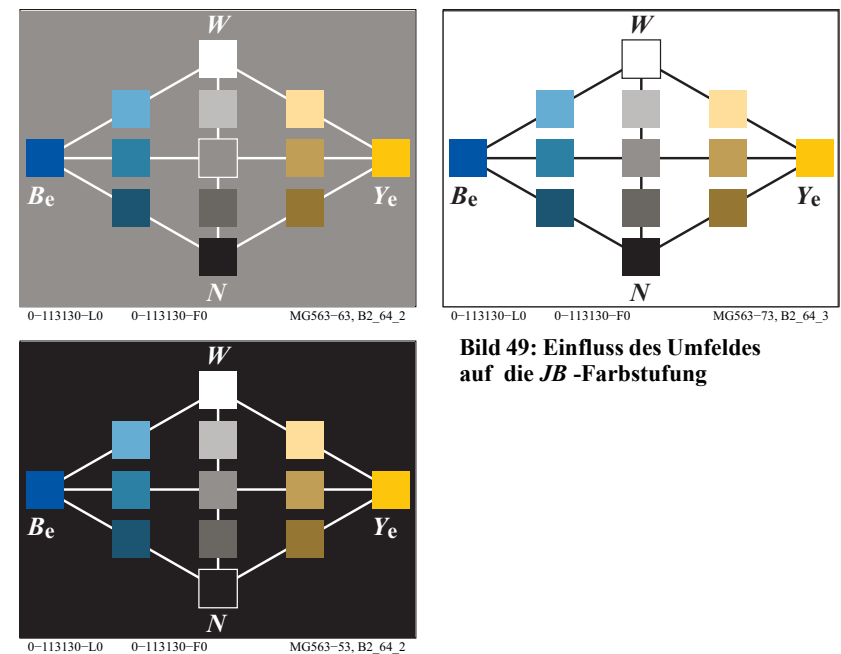 W
Be
Ye
N
0−113130−L0 0−113130−F0 MG563−63, B2_64_2
W
Be
Ye
N
0−113130−L0 0−113130−F0 MG563−73, B2_64_3
Bild 49: Einfluss des Umfeldes
auf die JB -Farbstufung
W
Be
Ye
N
0−113130−L0 0−113130−F0 MG563−53, B2_64_2